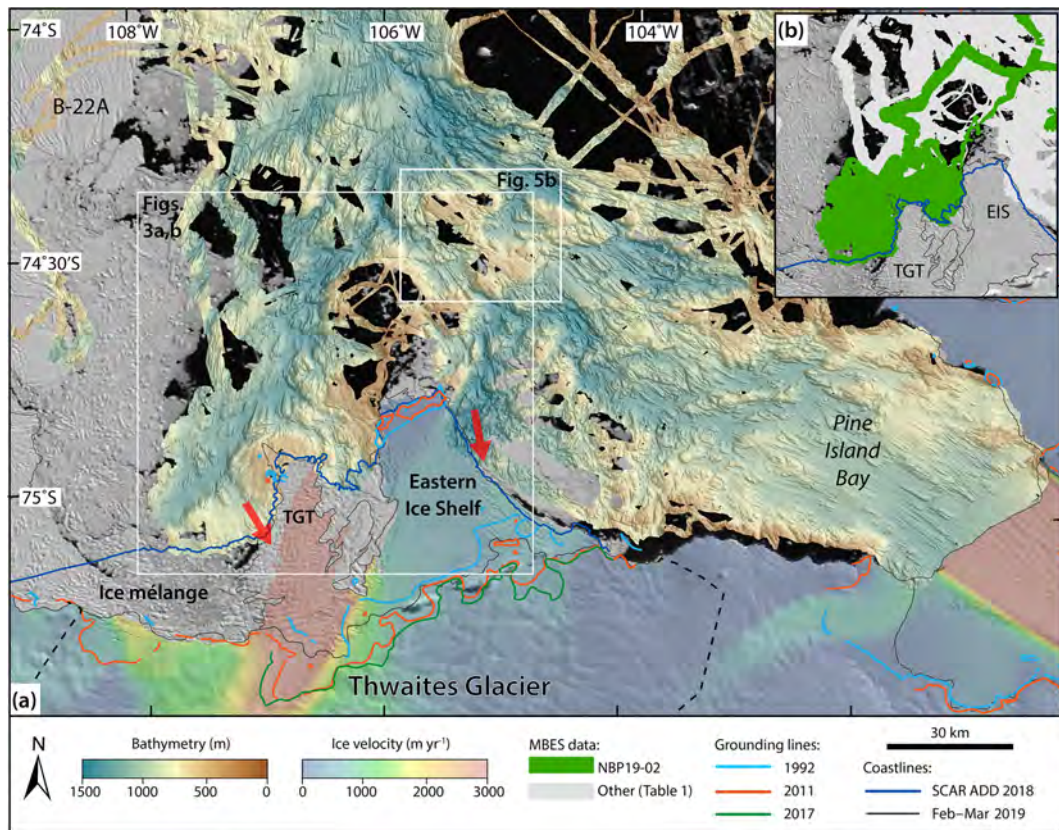 74°S
108°W
106°W
104°W
(b)
B-22A
Fig. 5b
Figs.
3a,b
EIS
74°30'S
TGT
Pine
Island
Bay
Eastern
Ice Shelf
75°S
TGT
Ice mélange
Thwaites Glacier
(a)
N
Bathymetry (m)
1500 1000 500 0
Ice velocity (m yr⁻¹)
0 1000 2000 3000
MBES data:
NBP19-02
Other (Table 1)
Grounding lines:
1992
2011
2017
30 km
Coastlines:
SCAR ADD 2018
Feb–Mar 2019